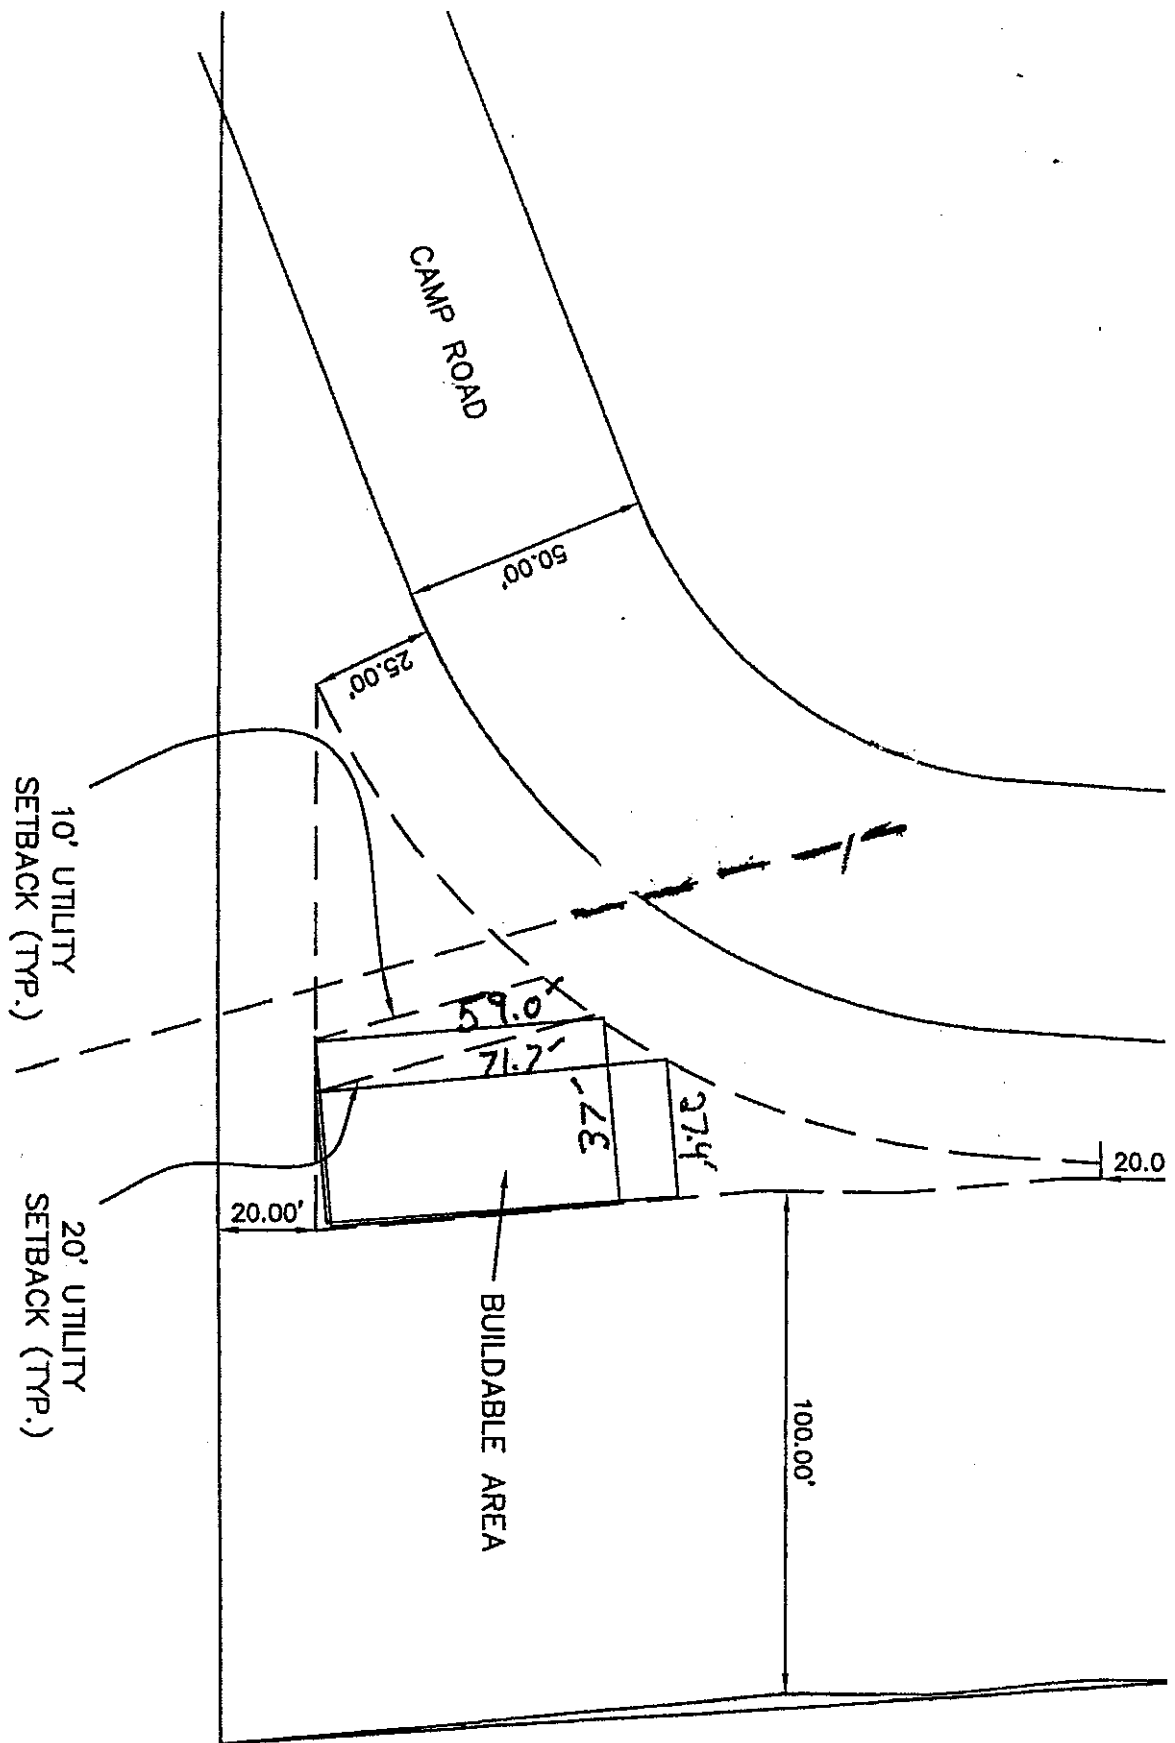 CAMP ROAD
50.00'
25.00'
10' UTILITY
SETBACK (TYP.)
59.0'
71.7'
37'
27.4'
20.0
20.00'
20' UTILITY
SETBACK (TYP.)
BUILDABLE AREA
100.00'